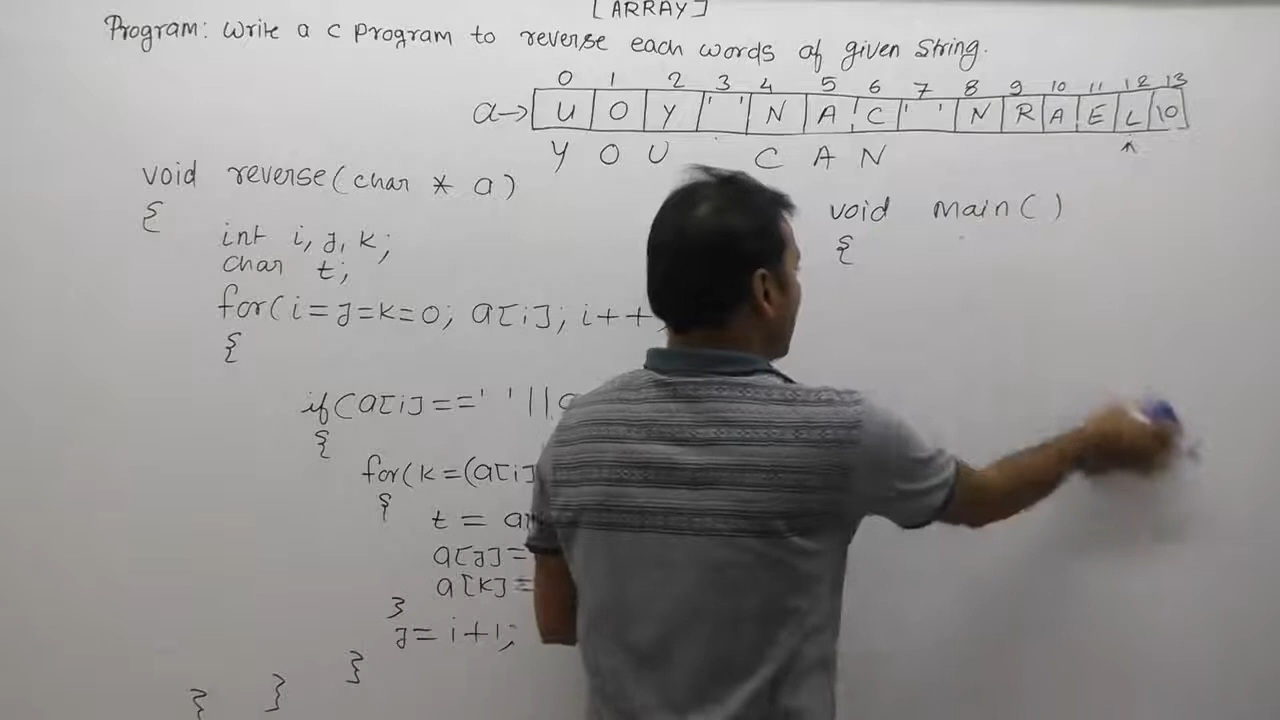 [ARRAY]
Program: Write a C program to reverse each words of given string.
0 1 2 3 4 5 6 7 8 9 10 11 12 13
a→ U O Y ' ' N A C ' ' N R A E L \0
Y O U C A N
void reverse(char * a)
{
int i, j, k;
char t;
for(i=j=k=0; a[i]; i++
{
if(a[i]==' '||
{
for(k=(a[i]
{
t = a
a[j]=
a[k]=
}
j= i+1;
}
}
}
void main()
{